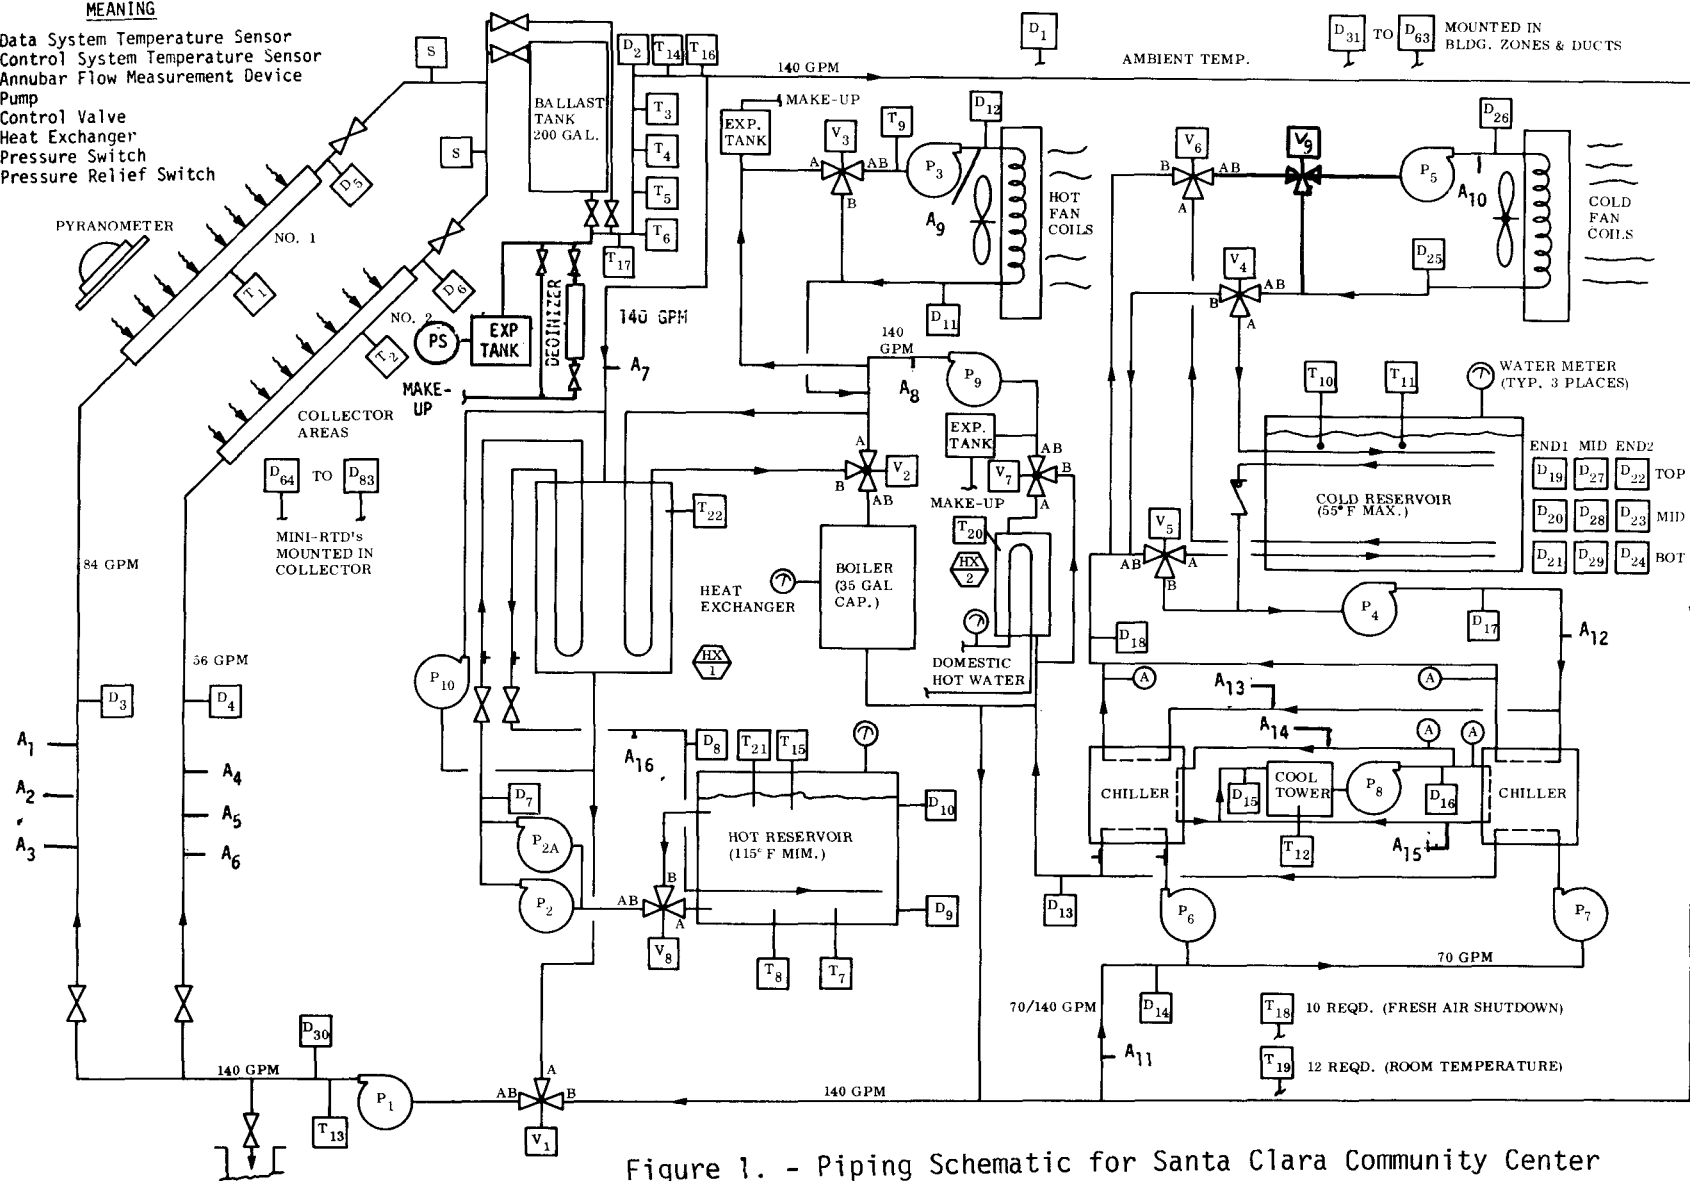 MEANING
Data System Temperature Sensor
Control System Temperature Sensor
Annubar Flow Measurement Device
Pump
Control Valve
Heat Exchanger
Pressure Switch
Pressure Relief Switch
S
S
BALLAST
TANK
200 GAL.
D2
T14
T16
140 GPM
D1
AMBIENT TEMP.
D31 TO D63
MOUNTED IN
BLDG. ZONES & DUCTS
T3
T4
T5
T6
T17
MAKE-UP
EXP.
TANK
V3
A
AB
B
T9
P3
D12
A9
HOT
FAN
COILS
D11
V6
B
AB
A
V9
P5
D26
A10
COLD
FAN
COILS
D25
V4
B
AB
A
PYRANOMETER
NO. 1
D5
T1
NO. 2
D6
T2
PS
EXP
TANK
DEOINIZER
140 GPM
A7
MAKE-
UP
COLLECTOR
AREAS
D64 TO D83
MINI-RTD's
MOUNTED IN
COLLECTOR
140
GPM
A8
P9
EXP.
TANK
MAKE-UP
V7
AB
B
A
T20
HX
2
DOMESTIC
HOT WATER
A
B
AB
V2
T22
BOILER
(35 GAL
CAP.)
HEAT
EXCHANGER
HX
1
T10
T11
WATER METER
(TYP. 3 PLACES)
COLD RESERVOIR
(55° F MAX.)
END1 MID END2
D19 D27 D22 TOP
D20 D28 D23 MID
D21 D29 D24 BOT
V5
AB
A
B
P4
D17
D18
A12
84 GPM
56 GPM
D3
D4
A1
A2
A3
A4
A5
A6
P10
D7
P2A
P2
A16
D8
T21
T15
D10
HOT RESERVOIR
(115° F MIM.)
D9
AB
B
A
V8
T8
T7
A
A
A13
A14
A
A
CHILLER
COOL
TOWER
D15
P8
D16
CHILLER
T12
A15
D13
P6
P7
70 GPM
70/140 GPM
D14
A11
T18
10 REQD. (FRESH AIR SHUTDOWN)
T19
12 REQD. (ROOM TEMPERATURE)
D30
140 GPM
T13
P1
A
AB
B
V1
140 GPM
Figure 1. - Piping Schematic for Santa Clara Community Center